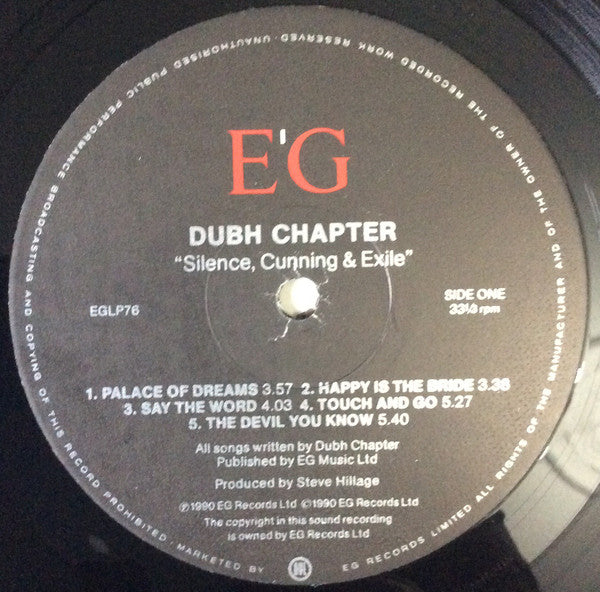 E'G
DUBH CHAPTER
"Silence, Cunning & Exile"
EGLP76
SIDE ONE
33⅓ rpm
1. PALACE OF DREAMS 3.57 2. HAPPY IS THE BRIDE 3.36
3. SAY THE WORD 4.03 4. TOUCH AND GO 5.27
5. THE DEVIL YOU KNOW 5.40
All songs written by Dubh Chapter
Published by EG Music Ltd
Produced by Steve Hillage
℗1990 EG Records Ltd ©1990 EG Records Ltd
The copyright in this sound recording
is owned by EG Records Ltd
MARKETED BY EG RECORDS LIMITED ALL RIGHTS OF THE MANUFACTURER AND OF THE OWNER OF THE RECORDED WORK RESERVED · UNAUTHORISED PUBLIC PERFORMANCE BROADCASTING AND COPYING OF THIS RECORD PROHIBITED.